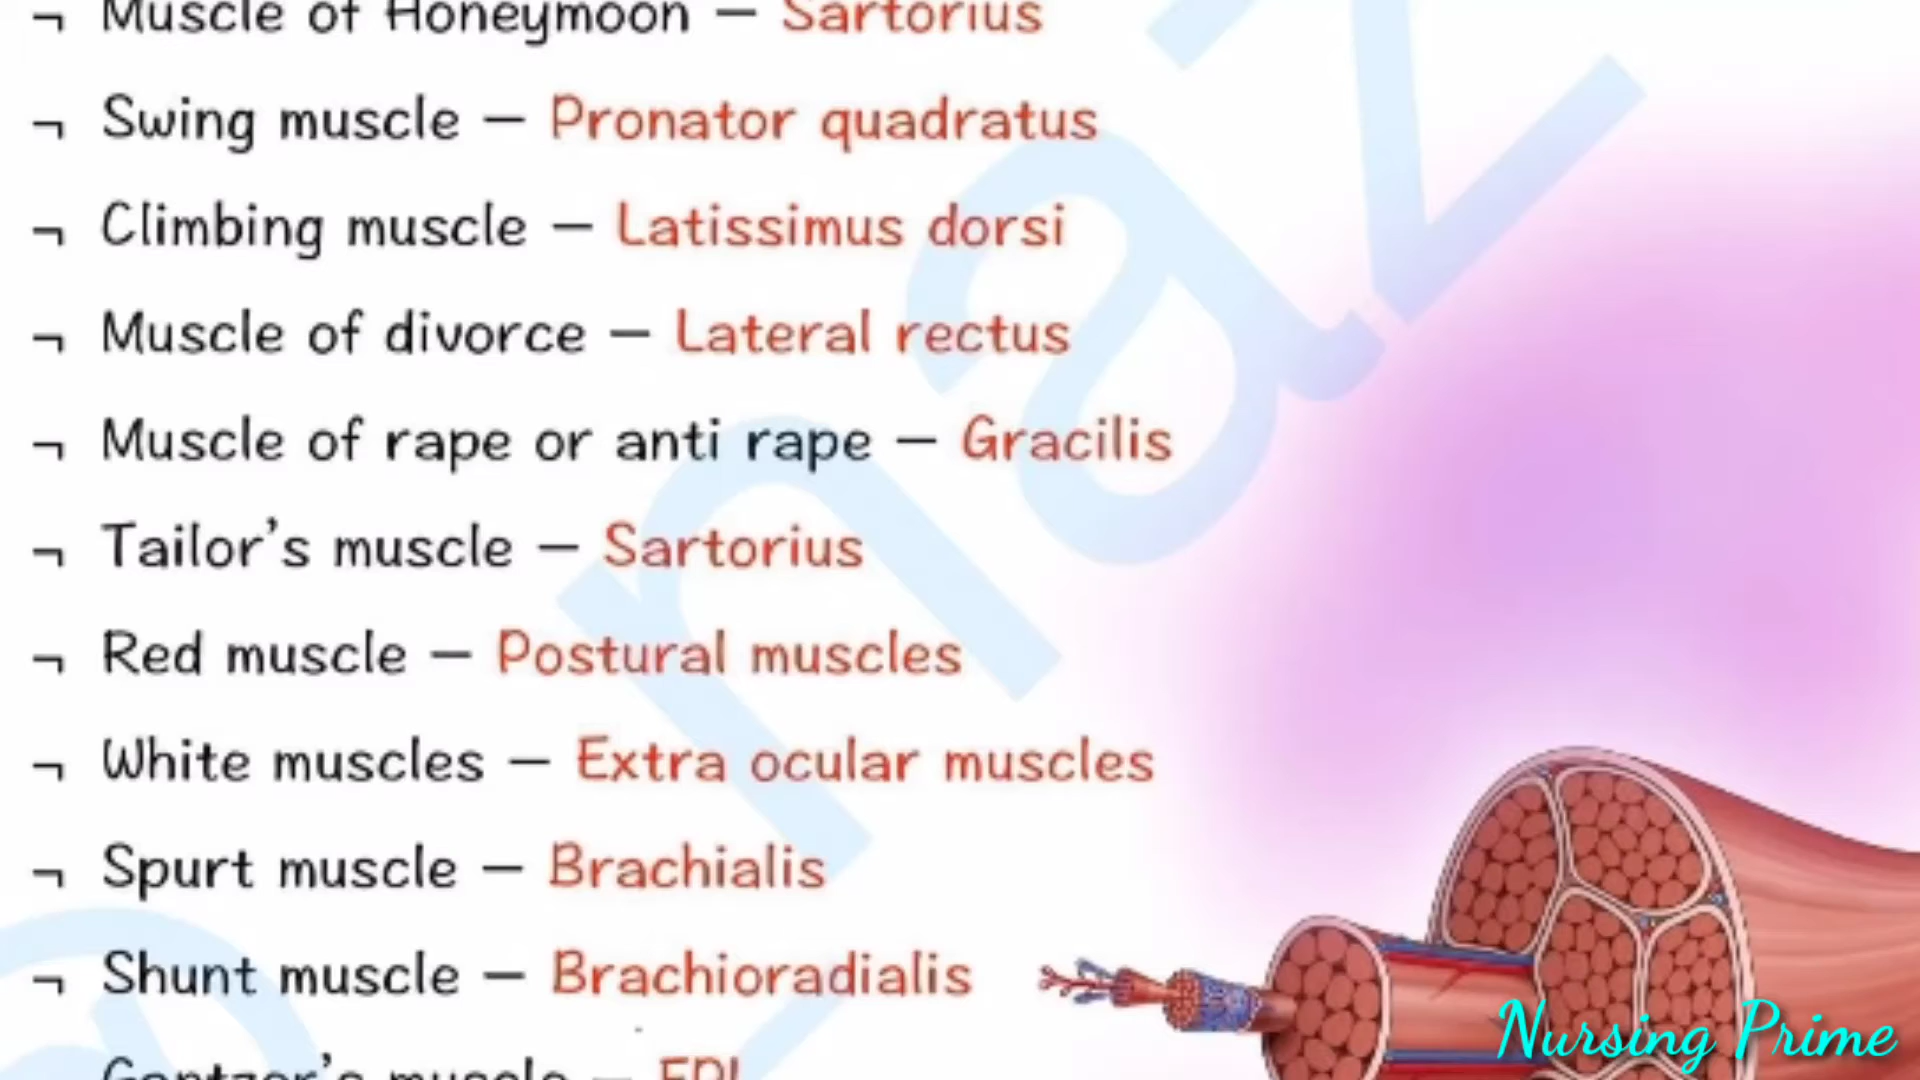 ¬ Muscle of Honeymoon – Sartorius
¬ Swing muscle – Pronator quadratus
¬ Climbing muscle – Latissimus dorsi
¬ Muscle of divorce – Lateral rectus
¬ Muscle of rape or anti rape – Gracilis
¬ Tailor's muscle – Sartorius
¬ Red muscle – Postural muscles
¬ White muscles – Extra ocular muscles
¬ Spurt muscle – Brachialis
¬ Shunt muscle – Brachioradialis
Gantzer's muscle –
Nursing Prime